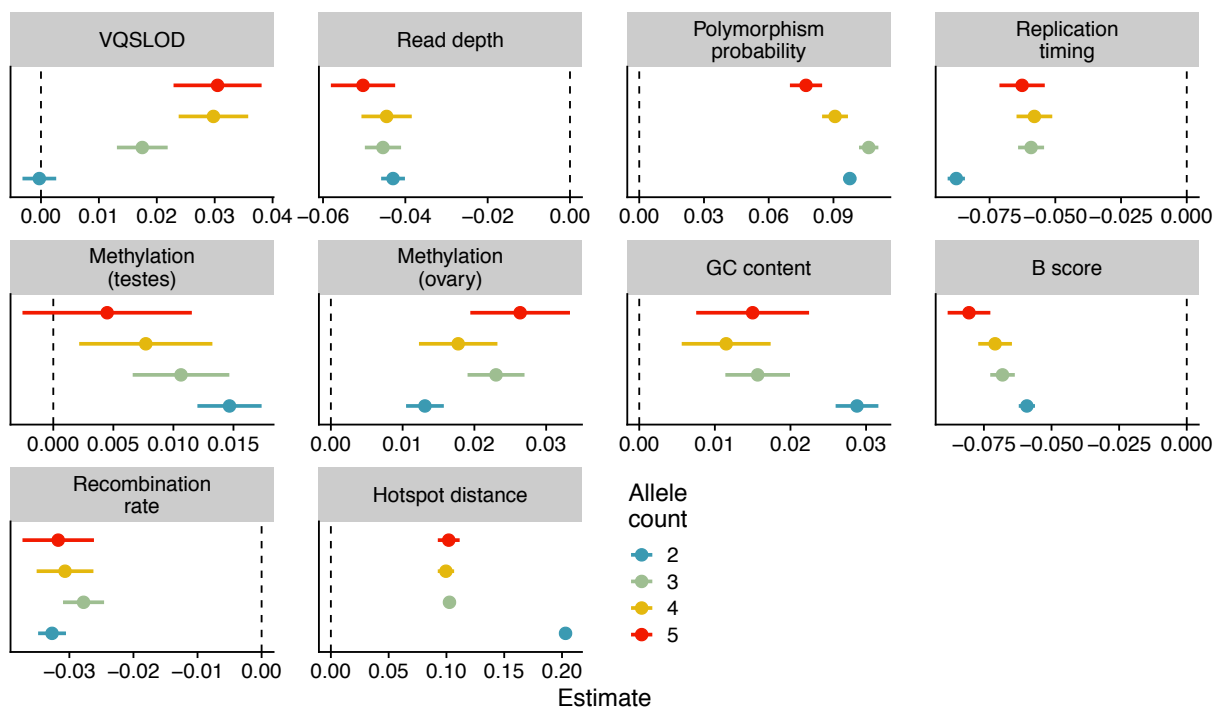 VQSLOD
Read depth
Polymorphism
probability
Replication
timing
0.00 0.01 0.02 0.03 0.04
−0.06 −0.04 −0.02 0.00
0.00 0.03 0.06 0.09
−0.075 −0.050 −0.025 0.000
Methylation
(testes)
Methylation
(ovary)
GC content
B score
0.000 0.005 0.010 0.015
0.00 0.01 0.02 0.03
0.00 0.01 0.02 0.03
−0.075 −0.050 −0.025 0.000
Recombination
rate
Hotspot distance
−0.03 −0.02 −0.01 0.00
0.00 0.05 0.10 0.15 0.20
Allele
count
2
3
4
5
Estimate